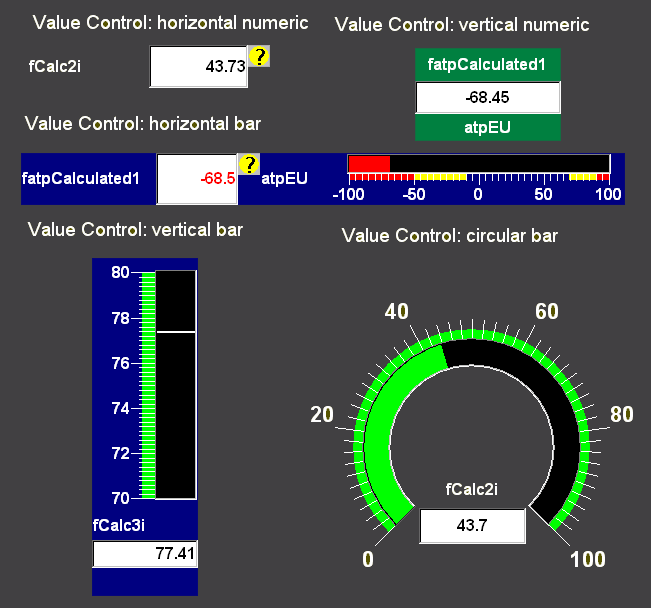 Value Control: horizontal numeric
Value Control: vertical numeric
fCalc2i
43.73
?
fatpCalculated1
-68.45
atpEU
Value Control: horizontal bar
fatpCalculated1
-68.5
?
atpEU
-100 -50 0 50 100
Value Control: vertical bar
Value Control: circular bar
80
78
76
74
72
70
fCalc3i
77.41
40
60
20
80
fCalc2i
43.7
0
100